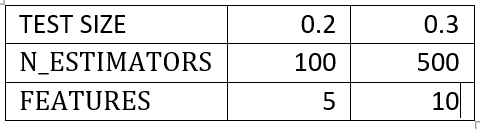 TEST SIZE 0.2 0.3
N_ESTIMATORS 100 500
FEATURES 5 10